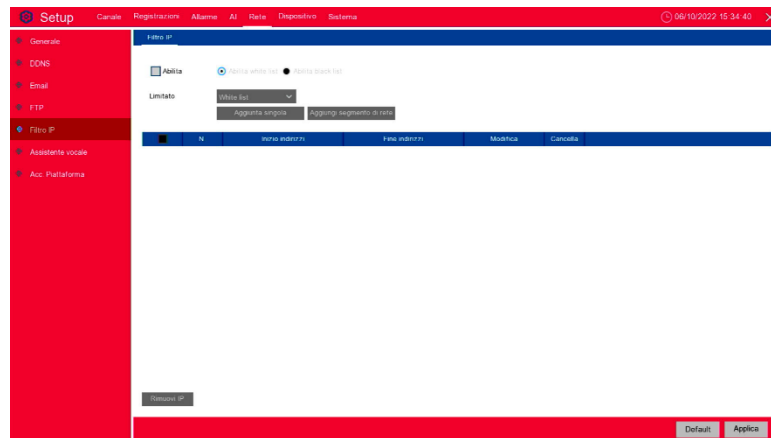 Setup Canale Registrazioni Allarme AI Rete Dispositivo Sistema 06/10/2022 15:34:40
Generale
Filtro IP
DDNS
Abilita Abilita white list Abilita black list
Email
Limitato White list
FTP
Aggiunta singola Aggiungi segmento di rete
Filtro IP
N Inizio indirizzi Fine indirizzi Modifica Cancella
Assistente vocale
Acc. Piattaforma
Rimuovi IP
Default Applica